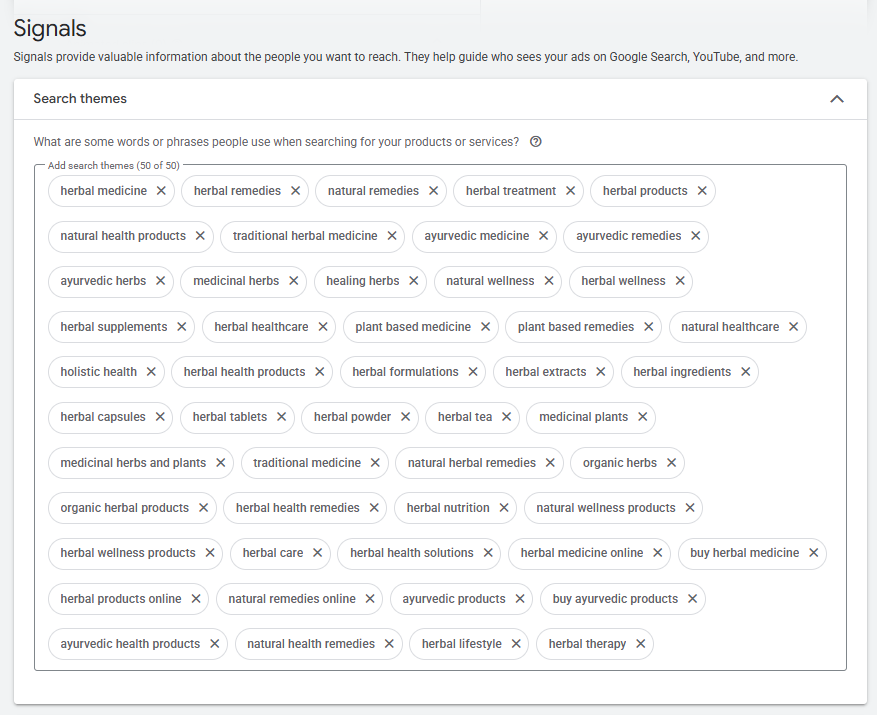 Signals
Signals provide valuable information about the people you want to reach. They help guide who sees your ads on Google Search, YouTube, and more.
Search themes
What are some words or phrases people use when searching for your products or services?
Add search themes (50 of 50)
herbal medicine herbal remedies natural remedies herbal treatment herbal products
natural health products traditional herbal medicine ayurvedic medicine ayurvedic remedies
ayurvedic herbs medicinal herbs healing herbs natural wellness herbal wellness
herbal supplements herbal healthcare plant based medicine plant based remedies natural healthcare
holistic health herbal health products herbal formulations herbal extracts herbal ingredients
herbal capsules herbal tablets herbal powder herbal tea medicinal plants
medicinal herbs and plants traditional medicine natural herbal remedies organic herbs
organic herbal products herbal health remedies herbal nutrition natural wellness products
herbal wellness products herbal care herbal health solutions herbal medicine online buy herbal medicine
herbal products online natural remedies online ayurvedic products buy ayurvedic products
ayurvedic health products natural health remedies herbal lifestyle herbal therapy